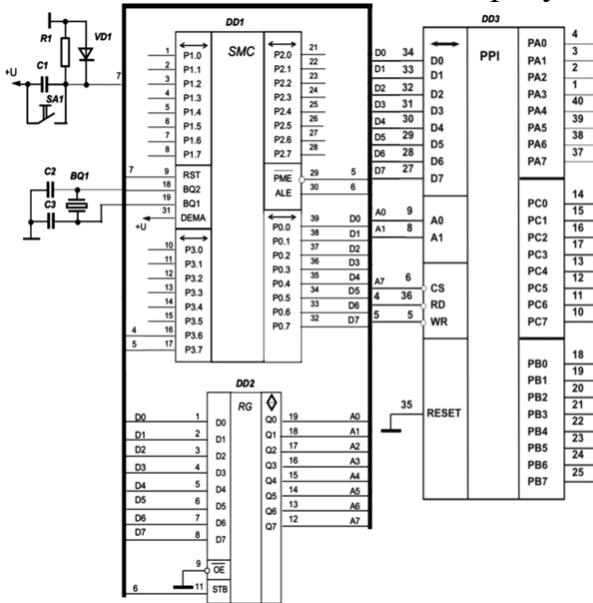 DD1
SMC
R1
VD1
+U
C1
SA1
7
1 P1.0
2 P1.1
3 P1.2
4 P1.3
5 P1.4
6 P1.5
7 P1.6
8 P1.7
P2.0 21
P2.1 22
P2.2 23
P2.3 24
P2.4 25
P2.5 26
P2.6 27
P2.7 28
7 9 RST
18 BQ2
19 BQ1
31 DEMA
+U
C2
BQ1
C3
PME 29 5
ALE 30 6
P0.0 39 D0
P0.1 38 D1
P0.2 37 D2
P0.3 36 D3
P0.4 35 D4
P0.5 34 D5
P0.6 33 D6
P0.7 32 D7
10 P3.0
11 P3.1
12 P3.2
13 P3.3
14 P3.4
15 P3.5
4 16 P3.6
5 17 P3.7
DD2
RG
D0 1 D0
D1 2 D1
D2 3 D2
D3 4 D3
D4 5 D4
D5 6 D5
D6 7 D6
D7 8 D7
9 OE
6 11 STB
Q0 19 A0
Q1 18 A1
Q2 17 A2
Q3 16 A3
Q4 15 A4
Q5 14 A5
Q6 13 A6
Q7 12 A7
DD3
PPI
D0 34 D0
D1 33 D1
D2 32 D2
D3 31 D3
D4 30 D4
D5 29 D5
D6 28 D6
D7 27 D7
A0 9 A0
A1 8 A1
A7 6 CS
4 36 RD
5 5 WR
35 RESET
PA0 4
PA1 3
PA2 2
PA3 1
PA4 40
PA5 39
PA6 38
PA7 37
PC0 14
PC1 15
PC2 16
PC3 17
PC4 13
PC5 12
PC6 11
PC7 10
PB0 18
PB1 19
PB2 20
PB3 21
PB4 22
PB5 23
PB6 24
PB7 25